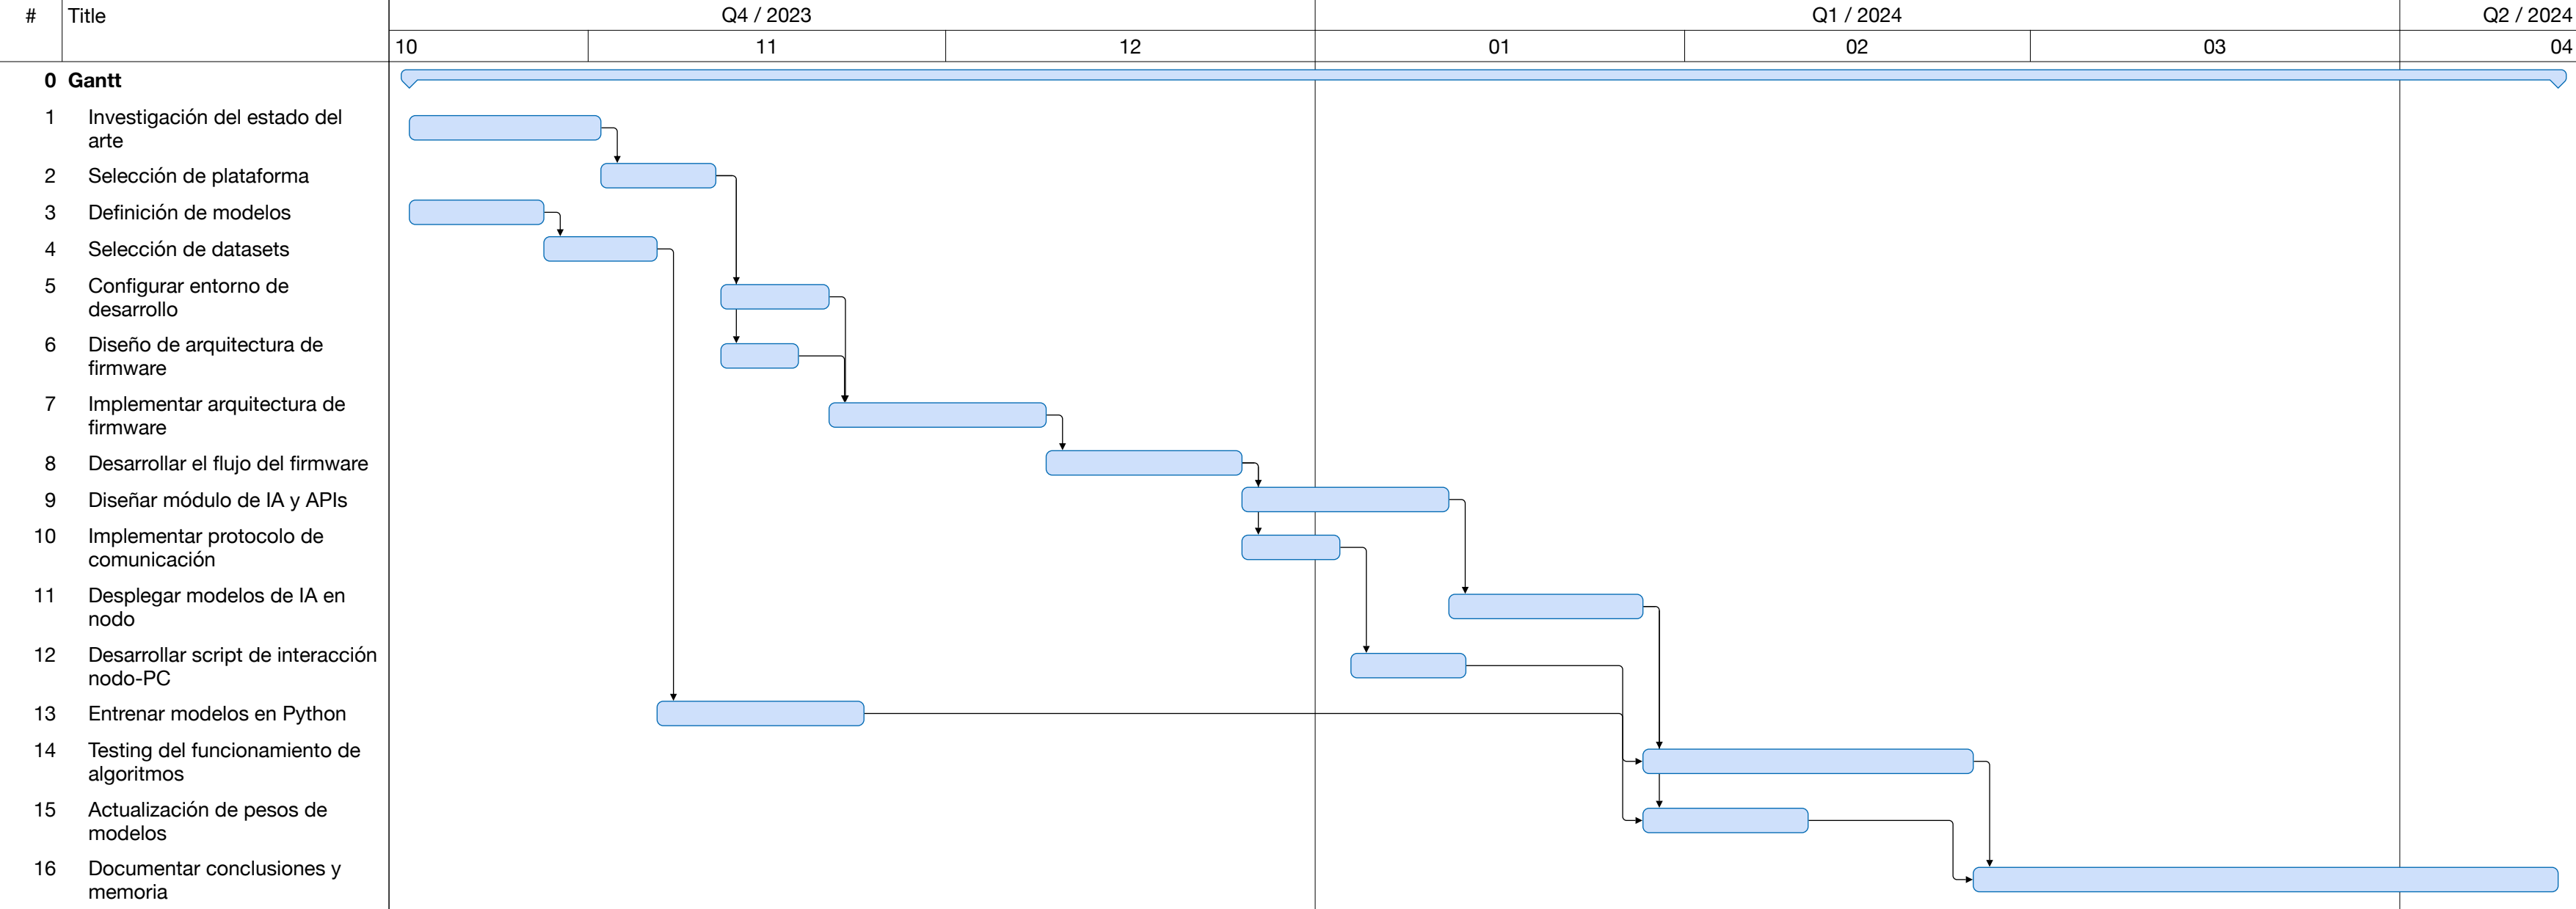 # Title Q4 / 2023 Q1 / 2024 Q2 / 2024
10 11 12 01 02 03 04
0 Gantt
1 Investigación del estado del
arte
2 Selección de plataforma
3 Definición de modelos
4 Selección de datasets
5 Configurar entorno de
desarrollo
6 Diseño de arquitectura de
firmware
7 Implementar arquitectura de
firmware
8 Desarrollar el flujo del firmware
9 Diseñar módulo de IA y APIs
10 Implementar protocolo de
comunicación
11 Desplegar modelos de IA en
nodo
12 Desarrollar script de interacción
nodo-PC
13 Entrenar modelos en Python
14 Testing del funcionamiento de
algoritmos
15 Actualización de pesos de
modelos
16 Documentar conclusiones y
memoria